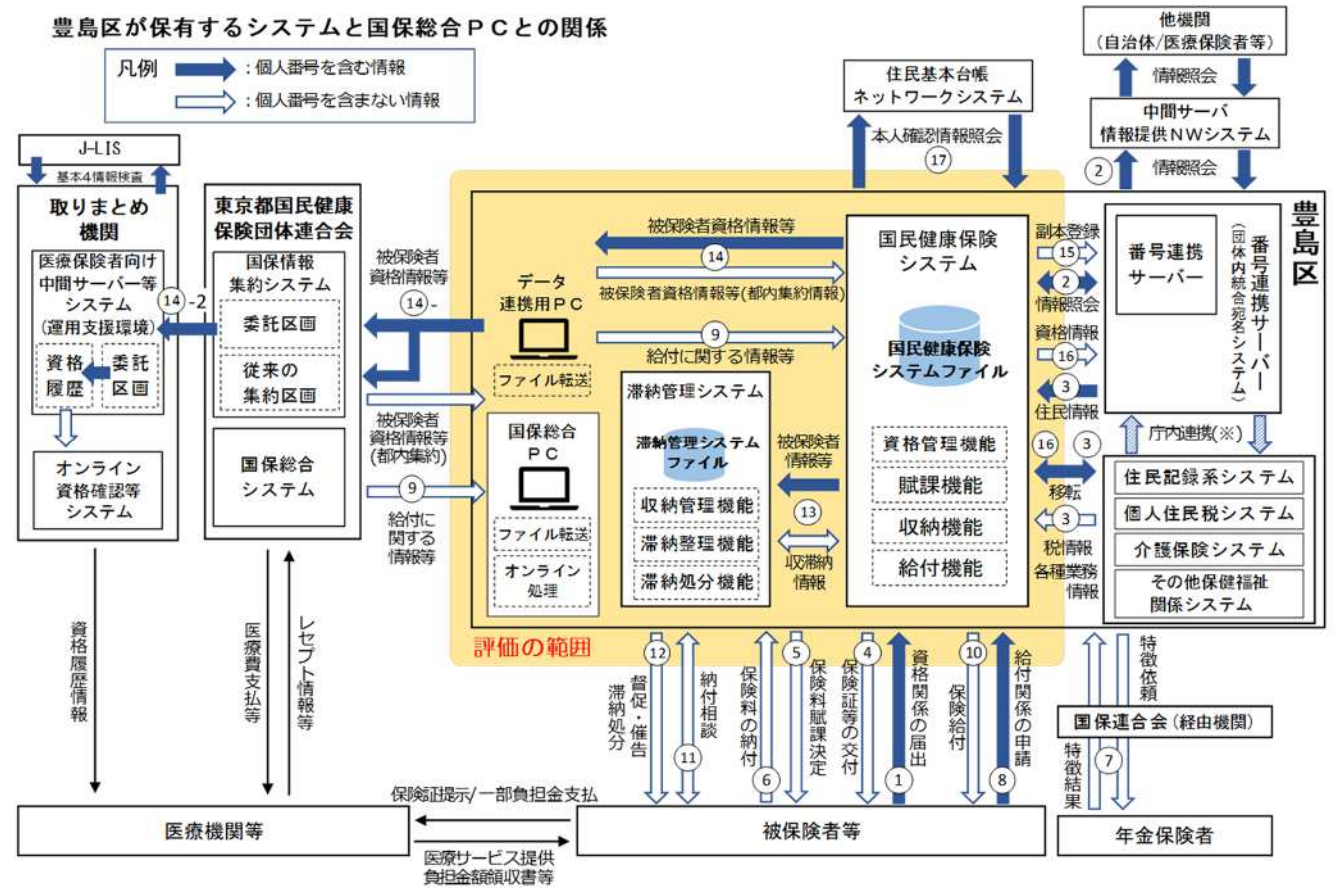 豊島区が保有するシステムと国保総合ＰＣとの関係
凡例
：個人番号を含む情報
：個人番号を含まない情報
他機関
（自治体/医療保険者等）
情報照会
中間サーバ
情報提供ＮＷシステム
② 情報照会
住民基本台帳
ネットワークシステム
本人確認情報照会
⑰
J-LIS
基本４情報検査
取りまとめ
機関
医療保険者向け
中間サーバー等
システム
（運用支援環境）
資格
履歴
委託
区画
オンライン
資格確認等
システム
⑭-2
東京都国民健康
保険団体連合会
国保情報
集約システム
委託区画
従来の
集約区画
国保総合
システム
被保険者
資格情報等
⑭-
被保険者
資格情報等
(都内集約)
⑨
給付に
関する
情報等
データ
連携用ＰＣ
ファイル転送
国保総合
ＰＣ
ファイル転送
オンライン
処理
被保険者資格情報等
⑭
被保険者資格情報等(都内集約情報)
⑨
給付に関する情報等
滞納管理システム
滞納管理システム
ファイル
収納管理機能
滞納整理機能
滞納処分機能
被保険者
情報等
⑬
収滞納
情報
国民健康保険
システム
国民健康保険
システムファイル
資格管理機能
賦課機能
収納機能
給付機能
副本登録
⑮
②
情報照会
資格情報
⑯
③
住民情報
⑯ ③
移転
③
税情報
各種業務
情報
豊島区
番号連携
サーバー
番号連携サーバー
（団体内統合宛名システム）
庁内連携(※)
住民記録系システム
個人住民税システム
介護保険システム
その他保健福祉
関係システム
評価の範囲
資格履歴情報
医療費支払等
レセプト情報等
⑫
督促・催告
滞納処分
納付相談
⑪
保険料の納付
⑥
⑤
保険料賦課決定
④
保険証等の交付
資格関係の届出
①
⑩
保険給付
給付関係の申請
⑧
特徴依頼
国保連合会（経由機関）
特徴結果
⑦
保険証提示/一部負担金支払
医療機関等
被保険者等
年金保険者
医療サービス提供
負担金額領収書等